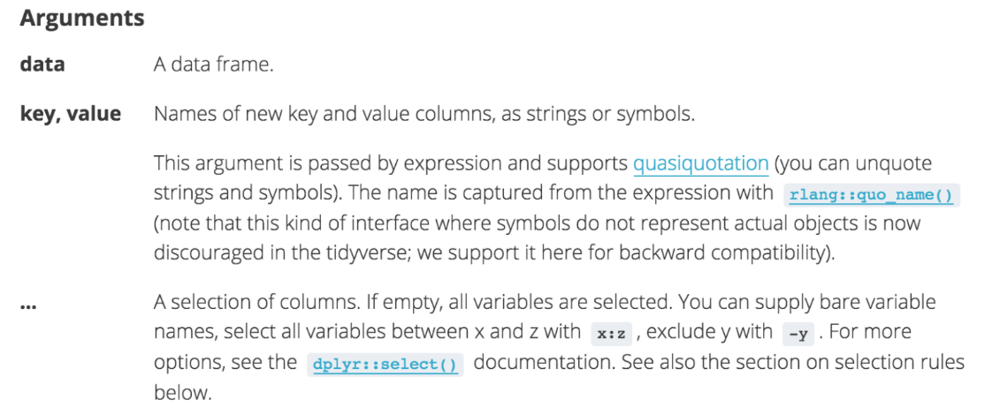 Arguments
data A data frame.
key, value Names of new key and value columns, as strings or symbols.
This argument is passed by expression and supports quasiquotation (you can unquote
strings and symbols). The name is captured from the expression with rlang::quo_name()
(note that this kind of interface where symbols do not represent actual objects is now
discouraged in the tidyverse; we support it here for backward compatibility).
... A selection of columns. If empty, all variables are selected. You can supply bare variable
names, select all variables between x and z with x:z , exclude y with -y . For more
options, see the dplyr::select() documentation. See also the section on selection rules
below.